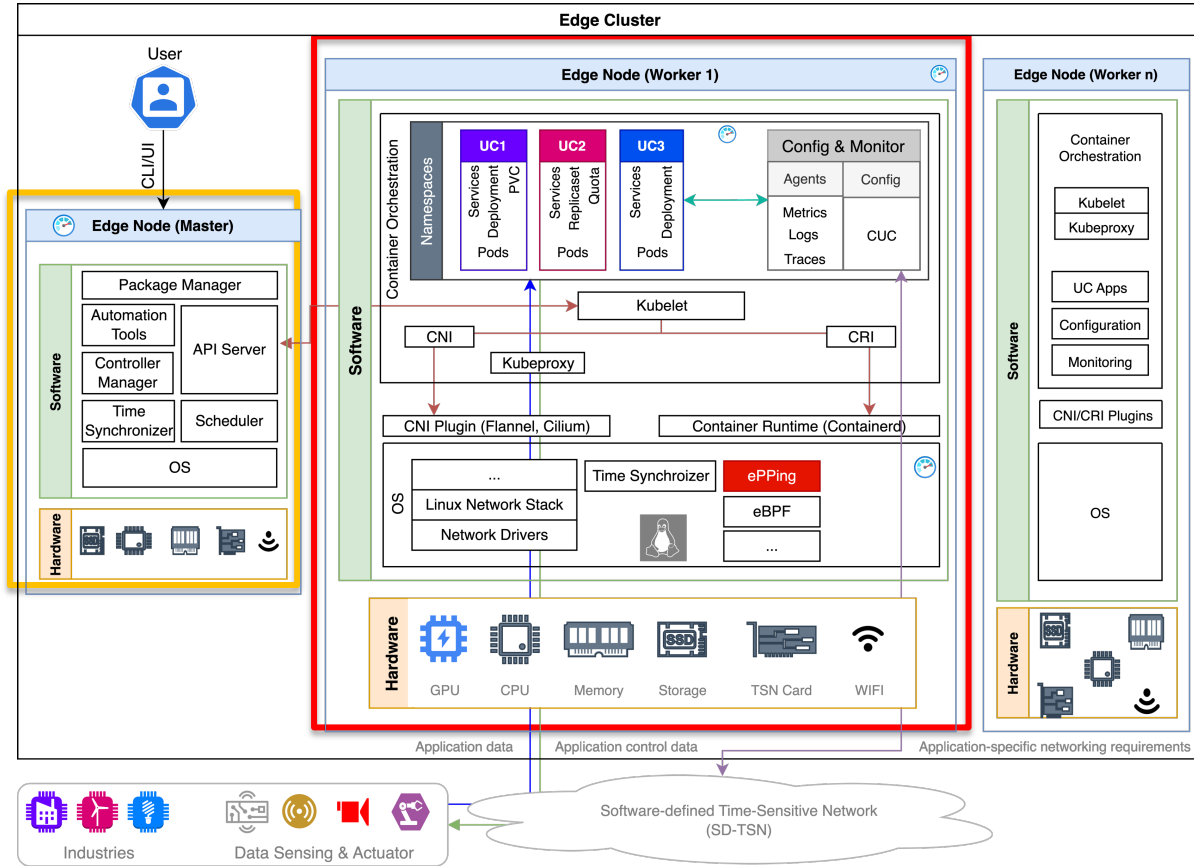 Edge Cluster
User
CLI/UI
Edge Node (Master)
Software
Package Manager
Automation
Tools
API Server
Controller
Manager
Time
Synchronizer
Scheduler
OS
Hardware
Edge Node (Worker 1)
Software
Container Orchestration
Namespaces
UC1
Services
Deployment
PVC
Pods
UC2
Services
Replicaset
Quota
Pods
UC3
Services
Deployment
Pods
Config & Monitor
Agents
Config
Metrics
Logs
Traces
CUC
Kubelet
CNI
CRI
Kubeproxy
CNI Plugin (Flannel, Cilium)
Container Runtime (Containerd)
OS
...
Linux Network Stack
Network Drivers
Time Synchroizer
ePPing
eBPF
...
Hardware
SSD
GPU
CPU
Memory
Storage
TSN Card
WIFI
Edge Node (Worker n)
Software
Container
Orchestration
Kubelet
Kubeproxy
UC Apps
Configuration
Monitoring
CNI/CRI Plugins
OS
Hardware
SSD
Application data
Application control data
Application-specific networking requirements
Industries
Data Sensing & Actuator
Software-defined Time-Sensitive Network
(SD-TSN)